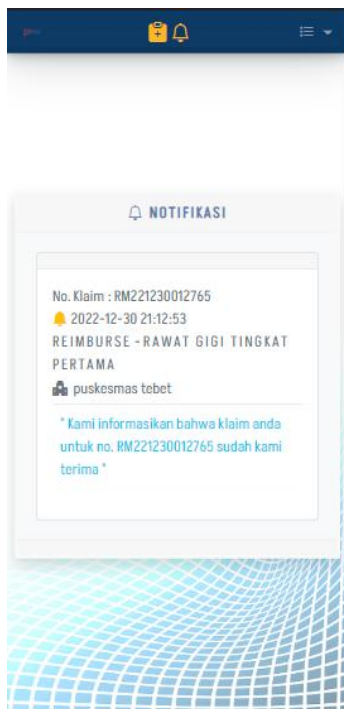 NOTIFIKASI
No. Klaim : RM221230012765
2022-12-30 21:12:53
REIMBURSE - RAWAT GIGI TINGKAT
PERTAMA
puskesmas tebet
" Kami informasikan bahwa klaim anda
untuk no. RM221230012765 sudah kami
terima "